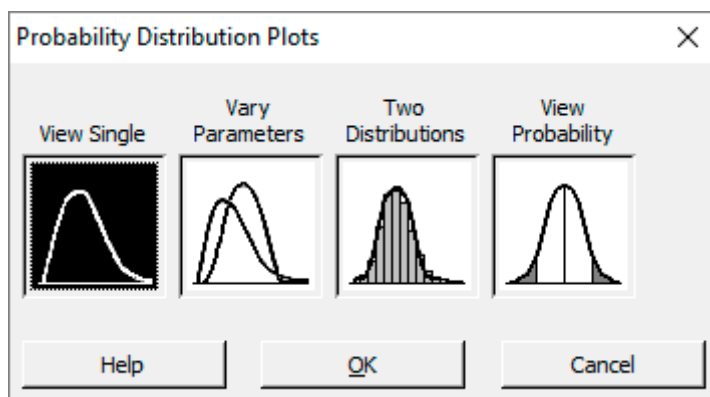 Probability Distribution Plots
View Single
Vary
Parameters
Two
Distributions
View
Probability
Help
OK
Cancel